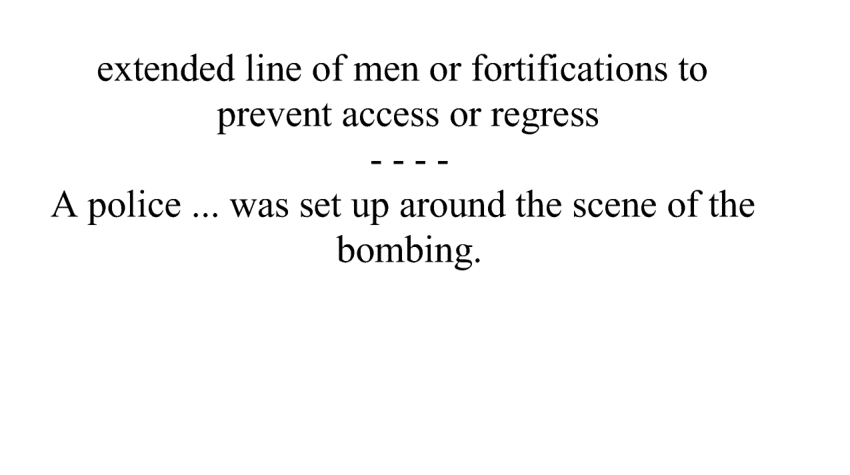 extended line of men or fortifications to
prevent access or regress
- - - -
A police ... was set up around the scene of the
bombing.